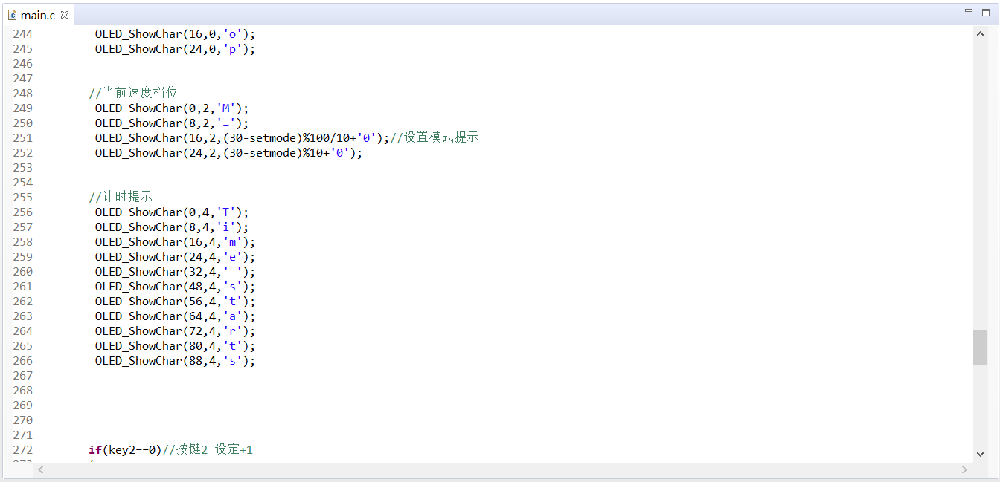 main.c
244 OLED_ShowChar(16,0,'o');
245 OLED_ShowChar(24,0,'p');
246
247
248 //当前速度档位
249 OLED_ShowChar(0,2,'M');
250 OLED_ShowChar(8,2,'=');
251 OLED_ShowChar(16,2,(30-setmode)%100/10+'0');//设置模式提示
252 OLED_ShowChar(24,2,(30-setmode)%10+'0');
253
254
255 //计时提示
256 OLED_ShowChar(0,4,'T');
257 OLED_ShowChar(8,4,'i');
258 OLED_ShowChar(16,4,'m');
259 OLED_ShowChar(24,4,'e');
260 OLED_ShowChar(32,4,' ');
261 OLED_ShowChar(48,4,'s');
262 OLED_ShowChar(56,4,'t');
263 OLED_ShowChar(64,4,'a');
264 OLED_ShowChar(72,4,'r');
265 OLED_ShowChar(80,4,'t');
266 OLED_ShowChar(88,4,'s');
267
268
269
270
271
272 if(key2==0)//按键2 设定+1